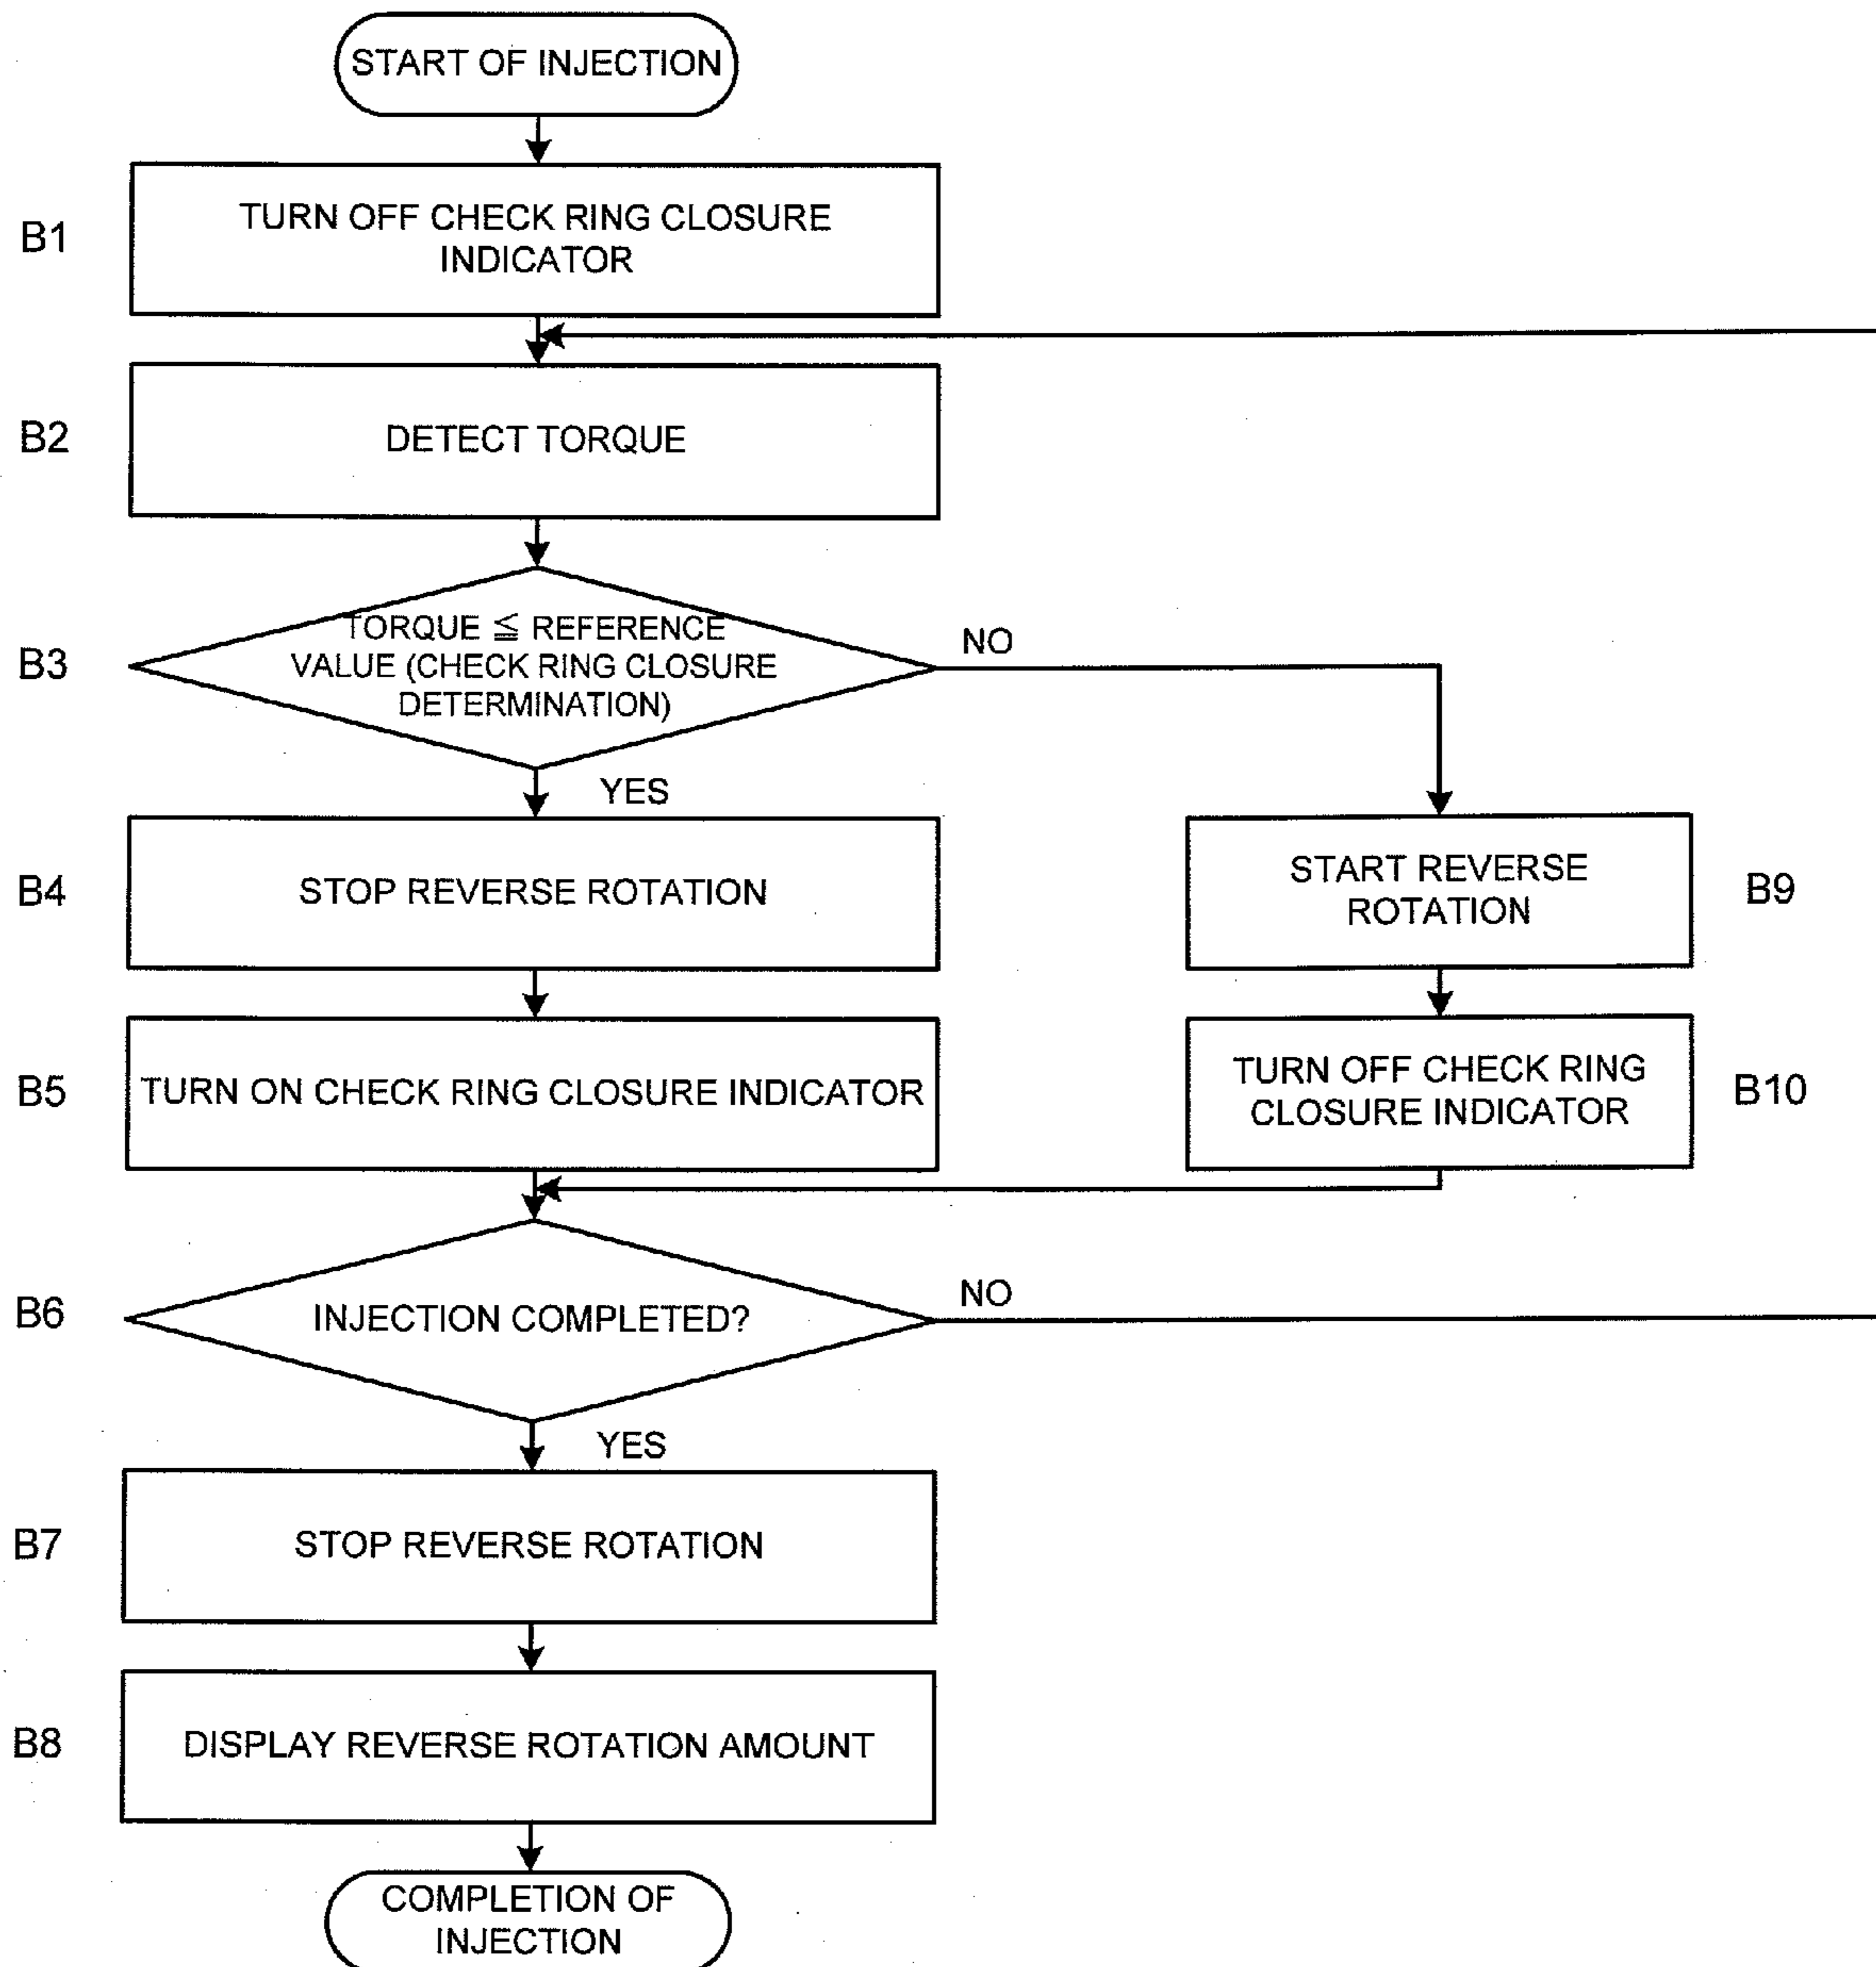 START OF INJECTION
B1
TURN OFF CHECK RING CLOSURE
INDICATOR
B2
DETECT TORQUE
B3
TORQUE ≦ REFERENCE
VALUE (CHECK RING CLOSURE
DETERMINATION)
NO
YES
B4
STOP REVERSE ROTATION
START REVERSE
ROTATION
B9
B5
TURN ON CHECK RING CLOSURE INDICATOR
TURN OFF CHECK RING
CLOSURE INDICATOR
B10
B6
INJECTION COMPLETED?
NO
YES
B7
STOP REVERSE ROTATION
B8
DISPLAY REVERSE ROTATION AMOUNT
COMPLETION OF
INJECTION